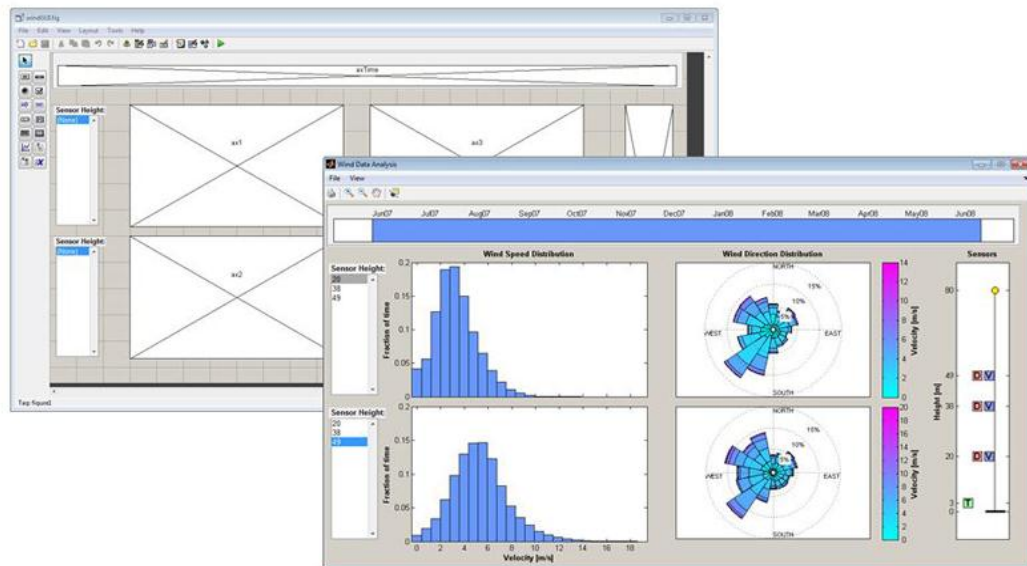 windGUI.fig
File Edit View Layout Tools Help
axTime
Sensor Height:
(None)
ax1
ax3
Sensor Height:
(None)
ax2
Tag: figure1
Wind Data Analysis
File View
Jun07 Jul07 Aug07 Sep07 Oct07 Nov07 Dec07 Jan08 Feb08 Mar08 Apr08 May08 Jun08
Sensor Height:
20
38
49
Wind Speed Distribution
0.2
0.15
0.1
0.05
0
Fraction of time
Wind Direction Distribution
NORTH
15%
10%
5%
WEST
EAST
SOUTH
14
12
10
8
6
4
2
0
Velocity [m/s]
Sensor Height:
20
38
49
0.2
0.15
0.1
0.05
0
Fraction of time
0 2 4 6 8 10 12 14 16 18
Velocity [m/s]
NORTH
15%
10%
5%
WEST
EAST
SOUTH
20
18
16
14
12
10
8
6
4
2
0
Velocity [m/s]
Sensors
80
49
D V
38
D V
20
D V
3
T
0
Height [m]